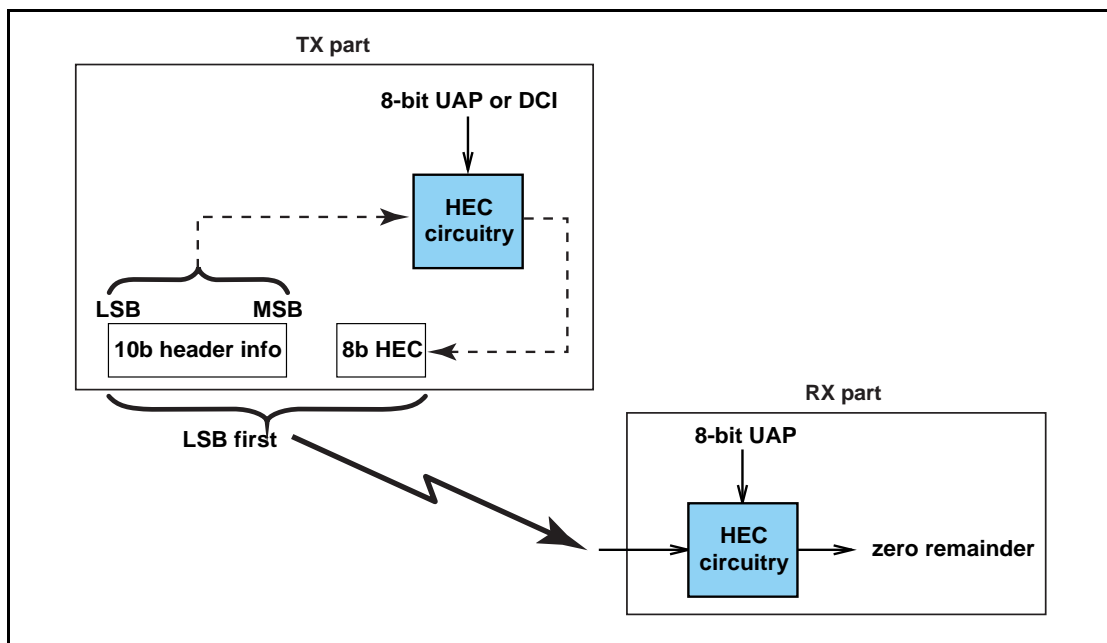 TX part
8-bit UAP or DCI
HEC
circuitry
LSB
MSB
10b header info
8b HEC
LSB first
RX part
8-bit UAP
HEC
circuitry
zero remainder